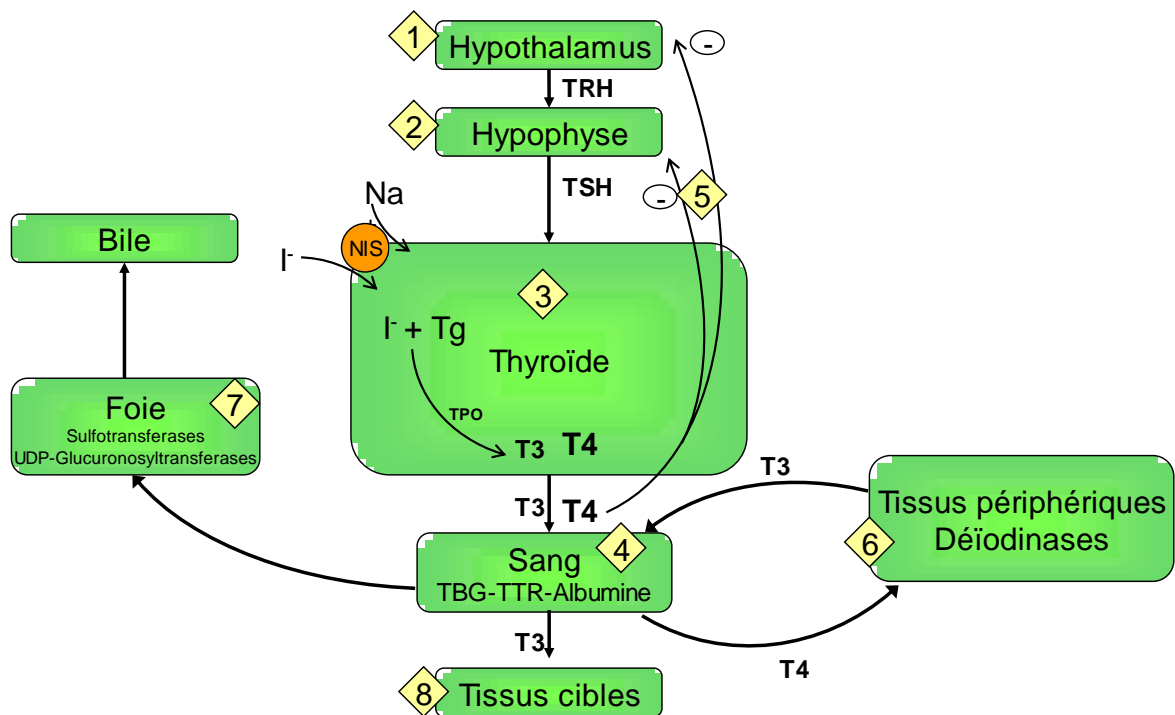 1
Hypothalamus
-
TRH
2
Hypophyse
TSH
-
5
Na
+
NIS
I-
Bile
3
I- + Tg
Thyroïde
TPO
T3 T4
7
Foie
Sulfotransferases
UDP-Glucuronosyltransferases
T3 T4
T3
Tissus périphériques
Déïodinases
6
4
Sang
TBG-TTR-Albumine
T3
T4
8
Tissus cibles